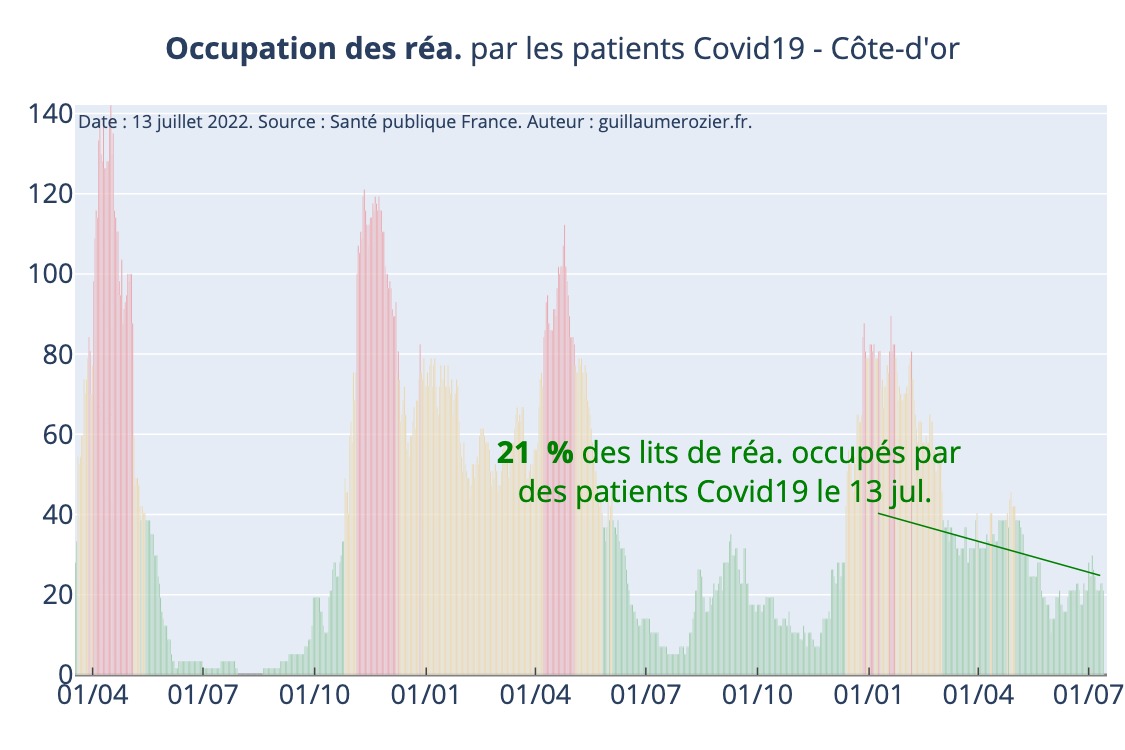 Occupation des réa. par les patients Covid19 - Côte-d'or
140
Date : 13 juillet 2022. Source : Santé publique France. Auteur : guillaumerozier.fr.
120
100
80
60
21  % des lits de réa. occupés par
des patients Covid19 le 13 jul.
40
20
0
01/04 01/07 01/10 01/01 01/04 01/07 01/10 01/01 01/04 01/07